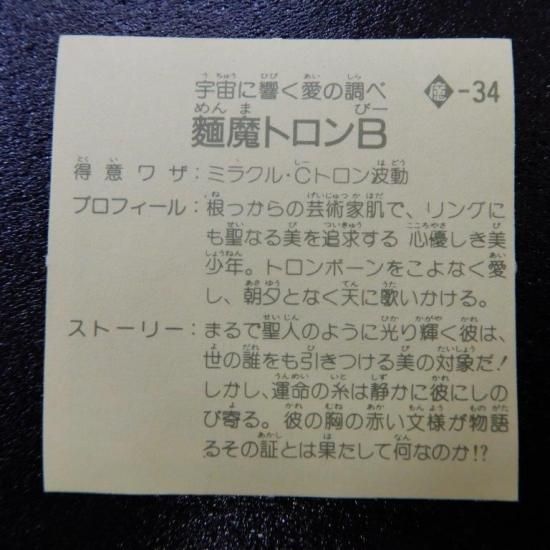 宇宙に響く愛の調べ
麵魔トロンB
-34
得意ワザ:ミラクル・Cトロン波動
プロフィール:根っからの芸術家肌で、リングに
も聖なる美を追求する 心優しき美
少年。トロンボーンをこよなく愛
し、朝夕となく天に歌いかける。
ストーリー:まるで聖人のように光り輝く彼は、
世の誰をも引きつける美の対象だ!
しかし、運命の糸は静かに彼にしの
び寄る。彼の胸の赤い文様が物語
るその証とは果たして何なのか!?